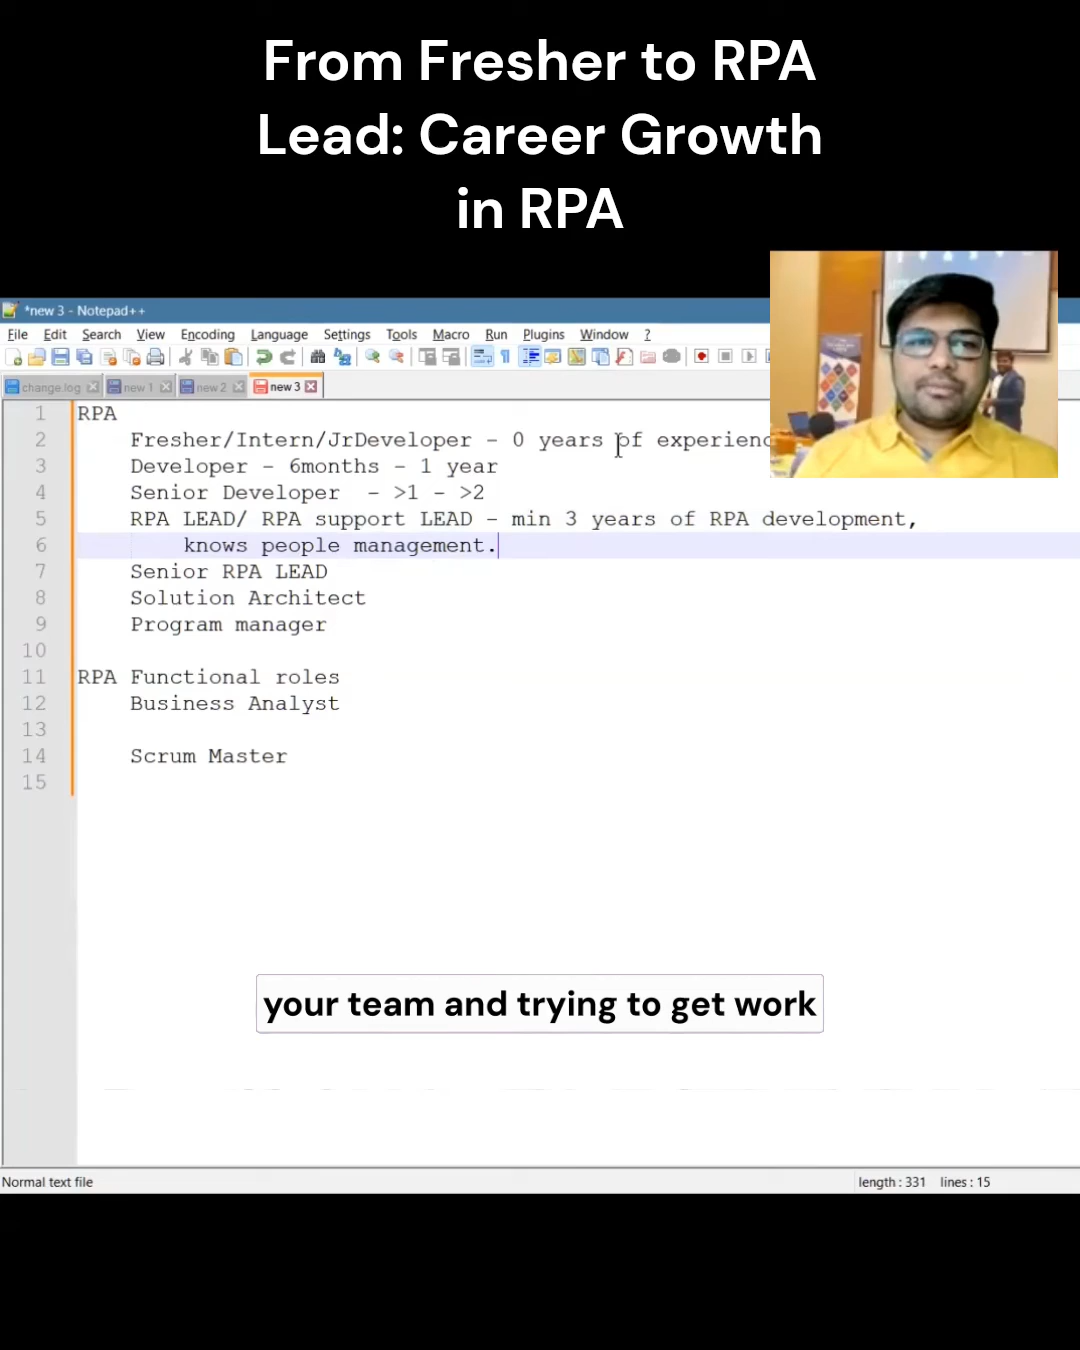 From Fresher to RPA
Lead: Career Growth
in RPA
*new 3 - Notepad++
File Edit Search View Encoding Language Settings Tools Macro Run Plugins Window ?
change.log new 1 new 2 new 3
1 RPA
2 Fresher/Intern/JrDeveloper - 0 years of experienc
3 Developer - 6months - 1 year
4 Senior Developer - >1 - >2
5 RPA LEAD/ RPA support LEAD - min 3 years of RPA development,
6 knows people management.
7 Senior RPA LEAD
8 Solution Architect
9 Program manager
10
11 RPA Functional roles
12 Business Analyst
13
14 Scrum Master
15
your team and trying to get work
Normal text file length : 331 lines : 15